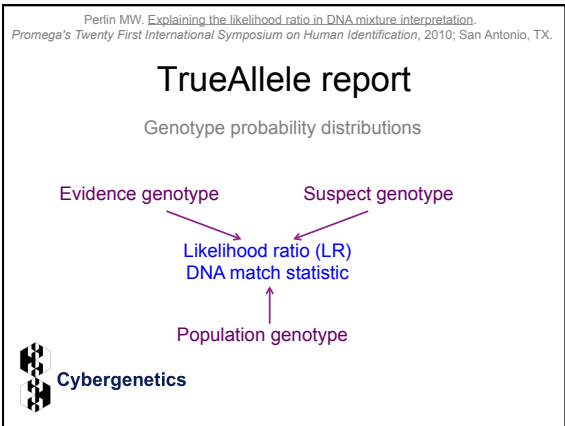 Perlin MW. Explaining the likelihood ratio in DNA mixture interpretation.
Promega's Twenty First International Symposium on Human Identification, 2010; San Antonio, TX.
TrueAllele report
Genotype probability distributions
Evidence genotype
Suspect genotype
Likelihood ratio (LR)
DNA match statistic
Population genotype
Cybergenetics